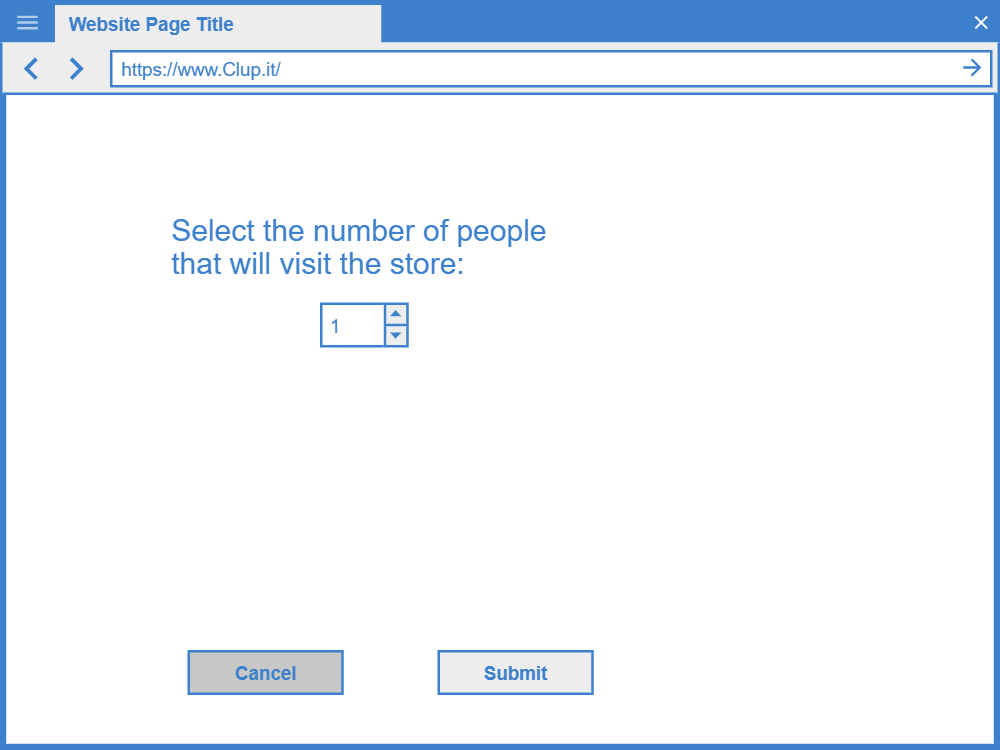 Website Page Title
https://www.Clup.it/
Select the number of people
that will visit the store:
1
Cancel
Submit